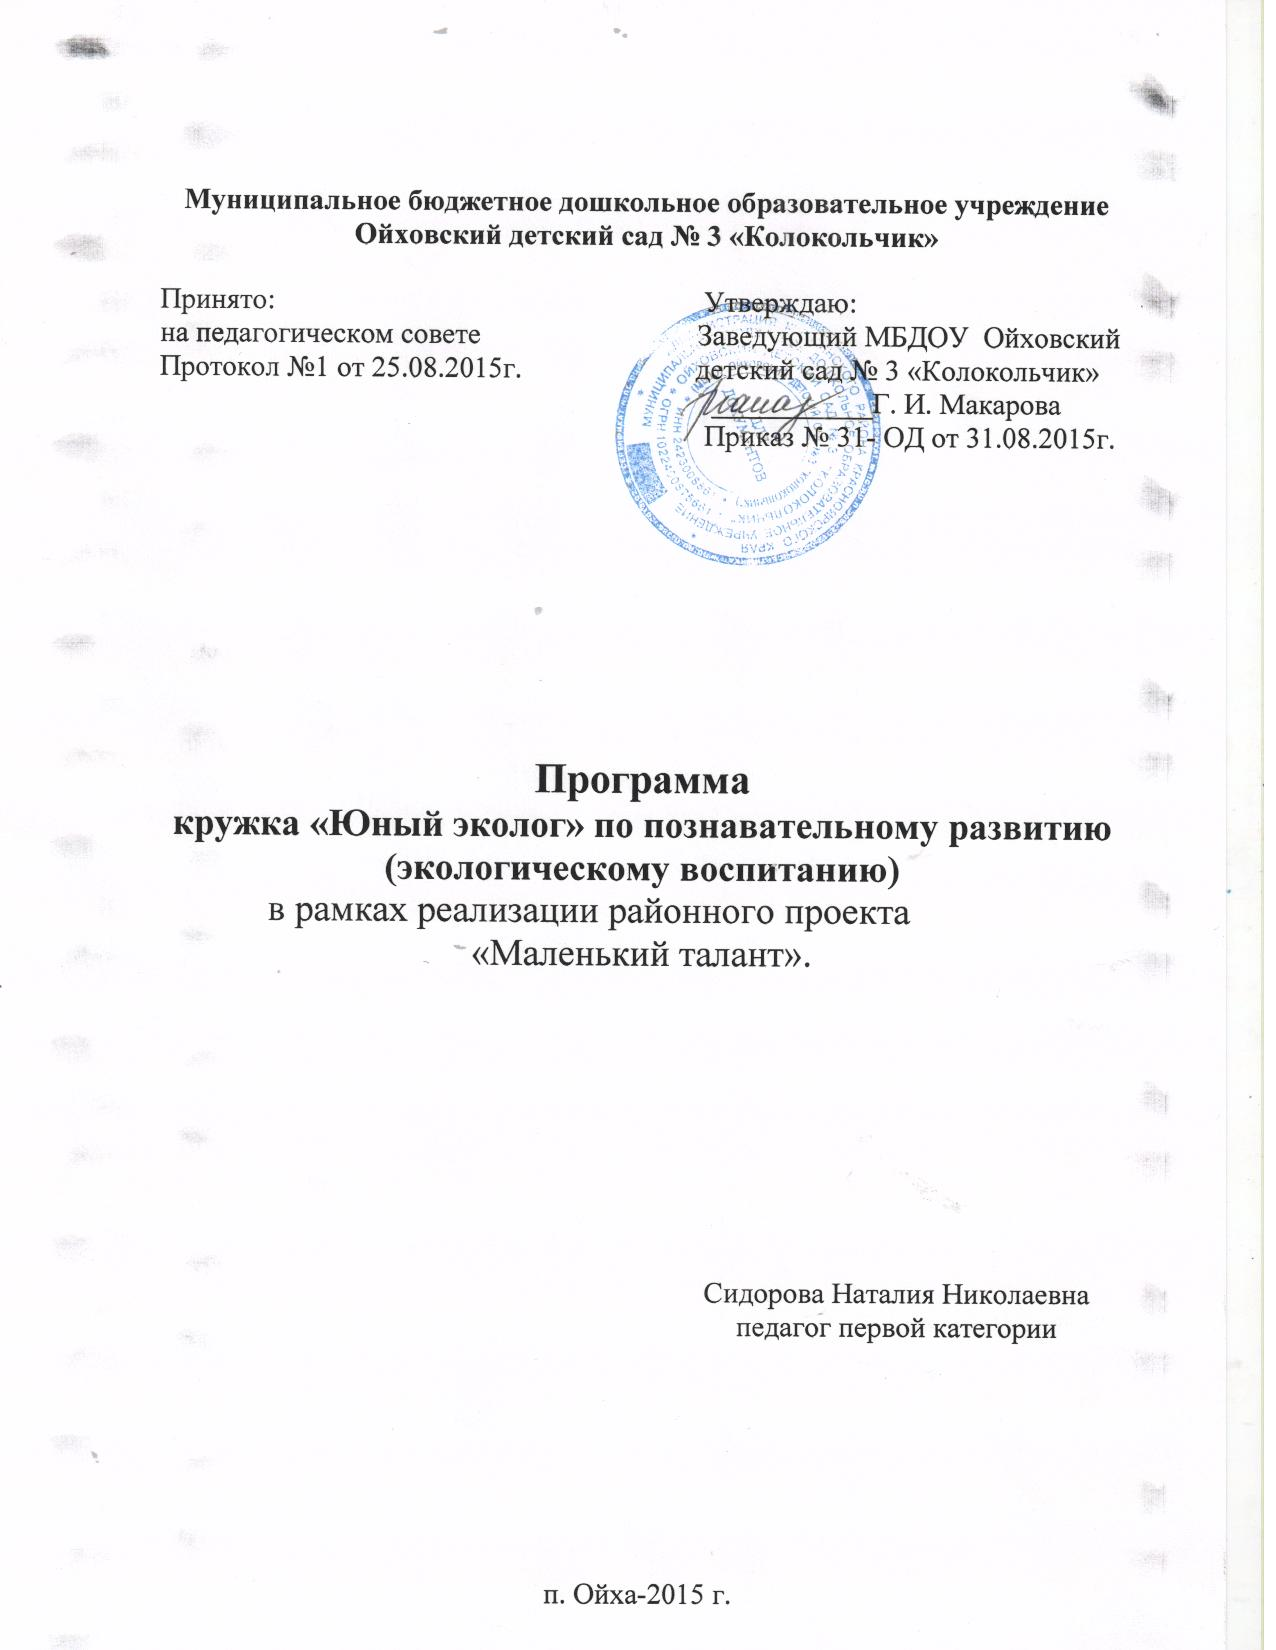 Муниципальное бюджетное дошкольное образовательное учреждение
Ойховский детский сад № 3 «Колокольчик»
Принято:
на педагогическом совете
Протокол №1 от 25.08.2015г.
Утверждаю:
Заведующий МБДОУ Ойховский
детский сад № 3 «Колокольчик»
Г. И. Макарова
Приказ № 31- ОД от 31.08.2015г.
ДЛЯ
ДОКУМЕНТОВ
Программа
кружка «Юный эколог» по познавательному развитию
(экологическому воспитанию)
в рамках реализации районного проекта
«Маленький талант».
Сидорова Наталия Николаевна
педагог первой категории
п. Ойха-2015 г.